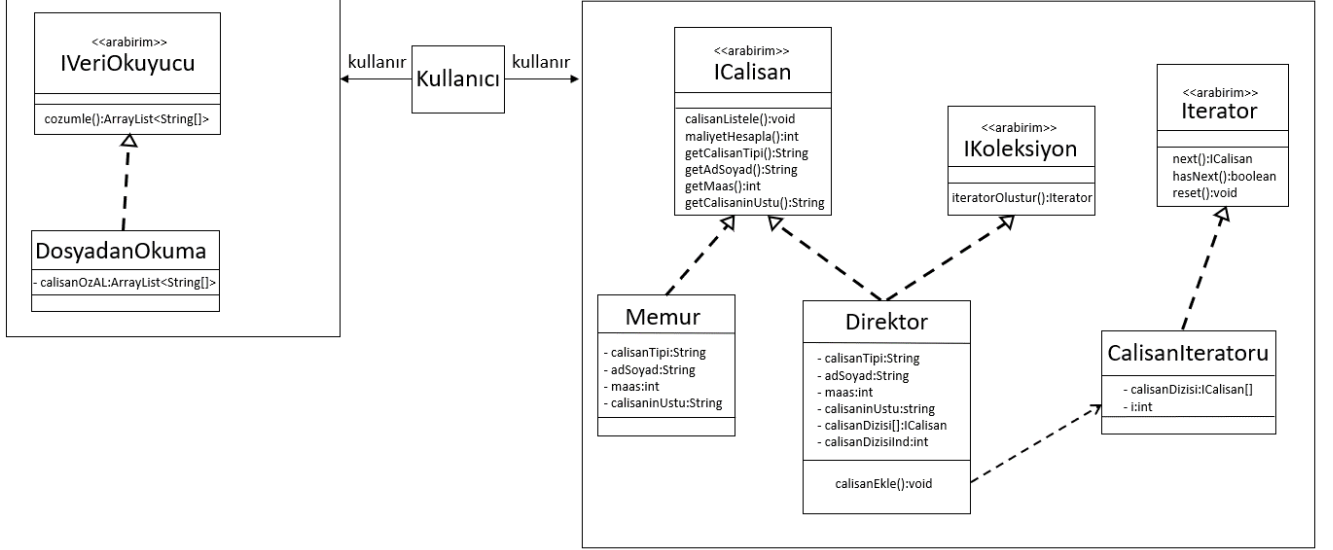 <<arabirim>>
IVeriOkuyucu
cozumle():ArrayList<String[]>
DosyadanOkuma
- calisanOzAL:ArrayList<String[]>
kullanır
Kullanıcı
kullanır
<<arabirim>>
ICalisan
calisanListele():void
maliyetHesapla():int
getCalisanTipi():String
getAdSoyad():String
getMaas():int
getCalisaninUstu():String
<<arabirim>>
IKoleksiyon
iteratorOlustur():Iterator
<<arabirim>>
Iterator
next():ICalisan
hasNext():boolean
reset():void
Memur
- calisanTipi:String
- adSoyad:String
- maas:int
- calisaninUstu:String
Direktor
- calisanTipi:String
- adSoyad:String
- maas:int
- calisaninUstu:string
- calisanDizisi[]:ICalisan
- calisanDizisiInd:int
calisanEkle():void
CalisanIteratoru
- calisanDizisi:ICalisan[]
- i:int